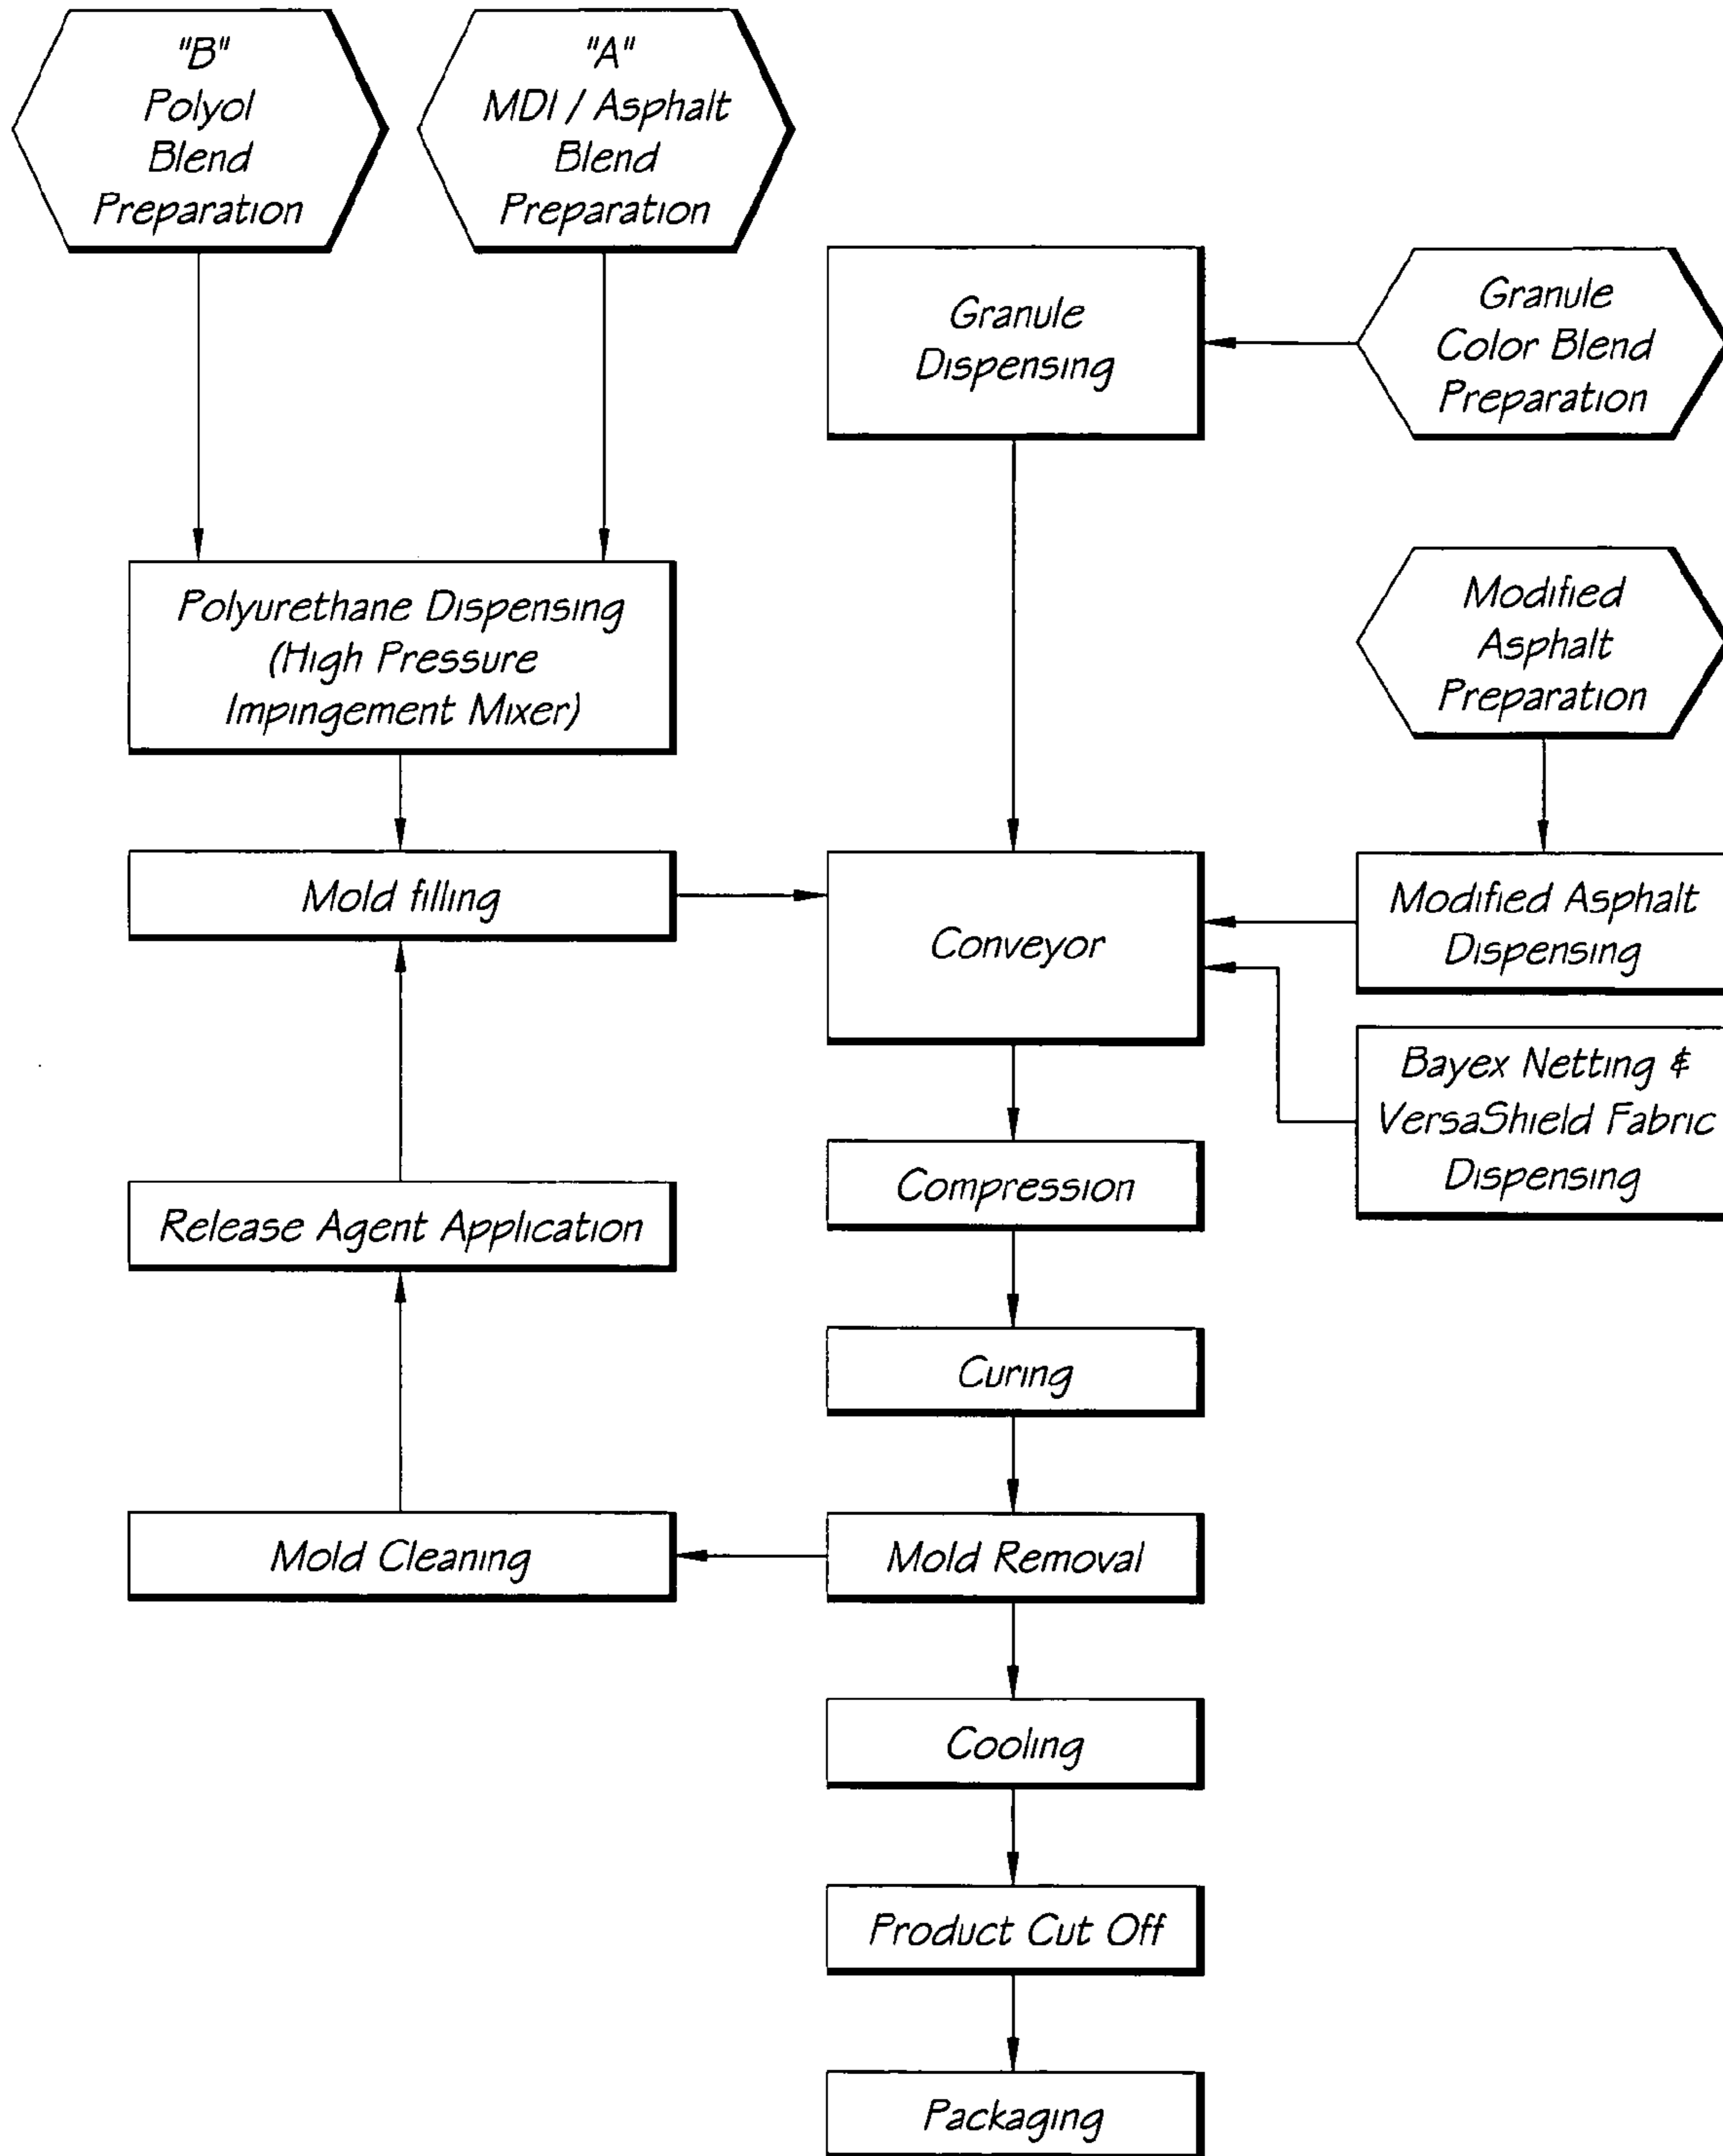 "B"
Polyol
Blend
Preparation
"A"
MDI / Asphalt
Blend
Preparation
Granule
Dispensing
Granule
Color Blend
Preparation
Polyurethane Dispensing
(High Pressure
Impingement Mixer)
Modified
Asphalt
Preparation
Mold filling
Conveyor
Modified Asphalt
Dispensing
Bayex Netting &
VersaShield Fabric
Dispensing
Compression
Release Agent Application
Curing
Mold Cleaning
Mold Removal
Cooling
Product Cut Off
Packaging